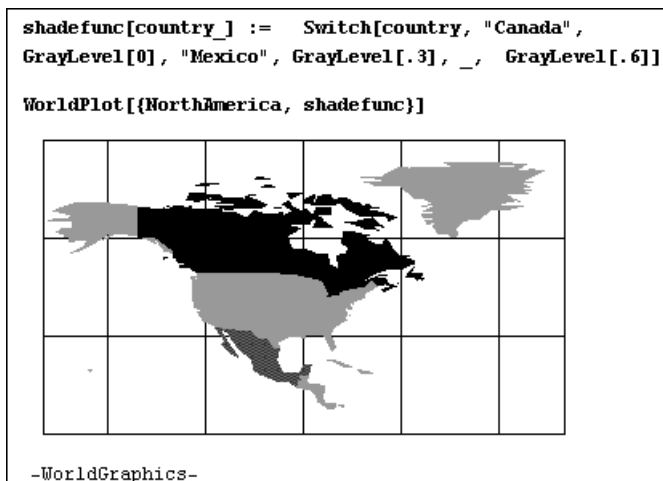 shadefunc[country_] := Switch[country, "Canada",
GrayLevel[0], "Mexico", GrayLevel[.3], _, GrayLevel[.6]]
WorldPlot[{NorthAmerica, shadefunc}]
-WorldGraphics-